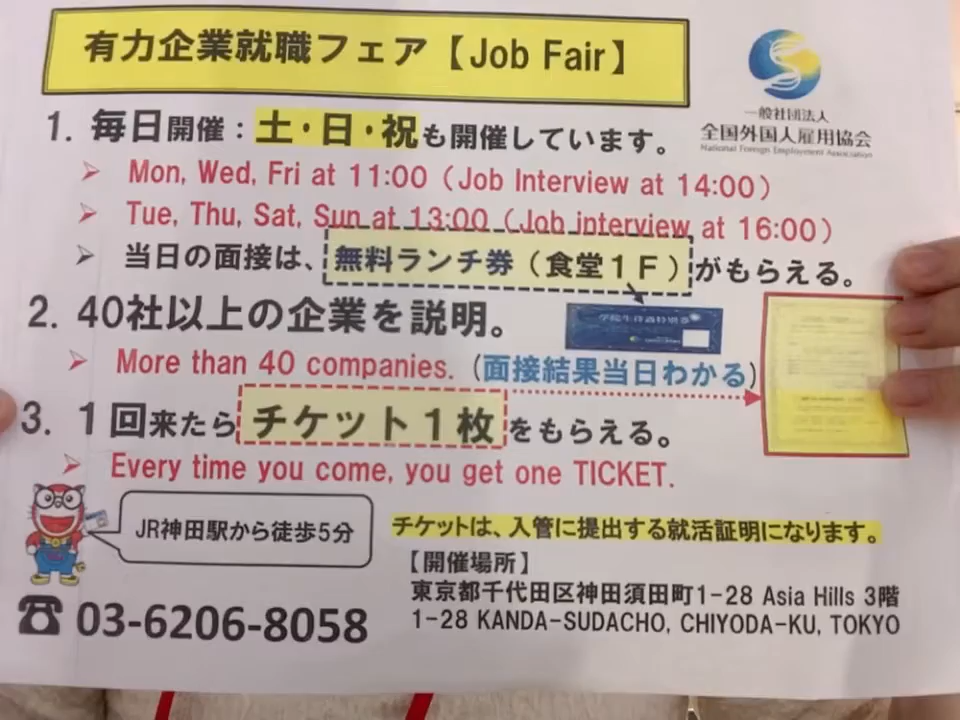 有力企業就職フェア【Job Fair】
一般社団法人
全国外国人雇用協会
National Foreign Employment Association
1. 毎日開催：土・日・祝も開催しています。
➢ Mon, Wed, Fri at 11:00（Job Interview at 14:00）
➢ Tue, Thu, Sat, Sun at 13:00（Job interview at 16:00）
➢ 当日の面接は、無料ランチ券（食堂１F）がもらえる。
2. 40社以上の企業を説明。
➢ More than 40 companies.（面接結果当日わかる）
3. １回来たらチケット１枚をもらえる。
➢ Every time you come, you get one TICKET.
JR神田駅から徒歩5分
チケットは、入管に提出する就活証明になります。
【開催場所】
東京都千代田区神田須田町1-28 Asia Hills 3階
1-28 KANDA-SUDACHO, CHIYODA-KU, TOKYO
☎ 03-6206-8058